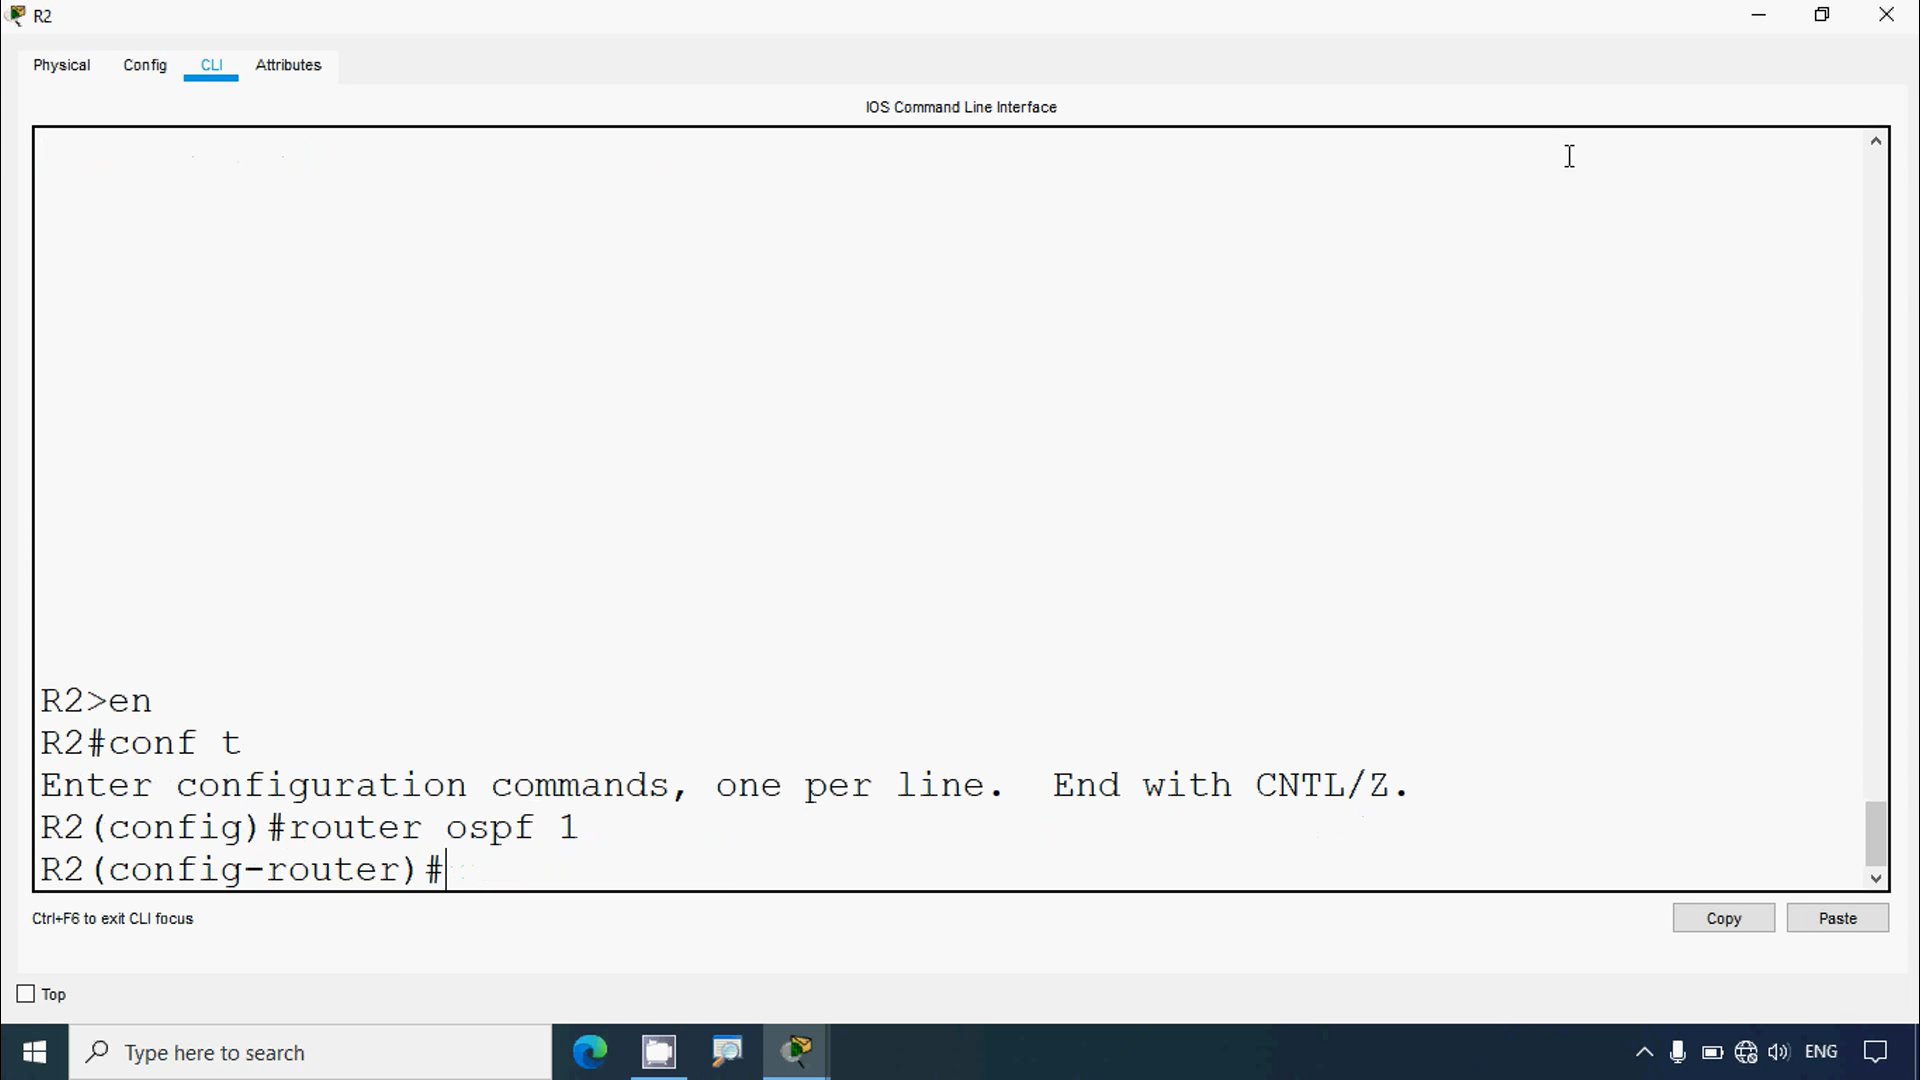 R2
Physical Config CLI Attributes
IOS Command Line Interface
R2>en
R2#conf t
Enter configuration commands, one per line.  End with CNTL/Z.
R2(config)#router ospf 1
R2(config-router)#
Ctrl+F6 to exit CLI focus
Copy Paste
Top
Type here to search
ENG